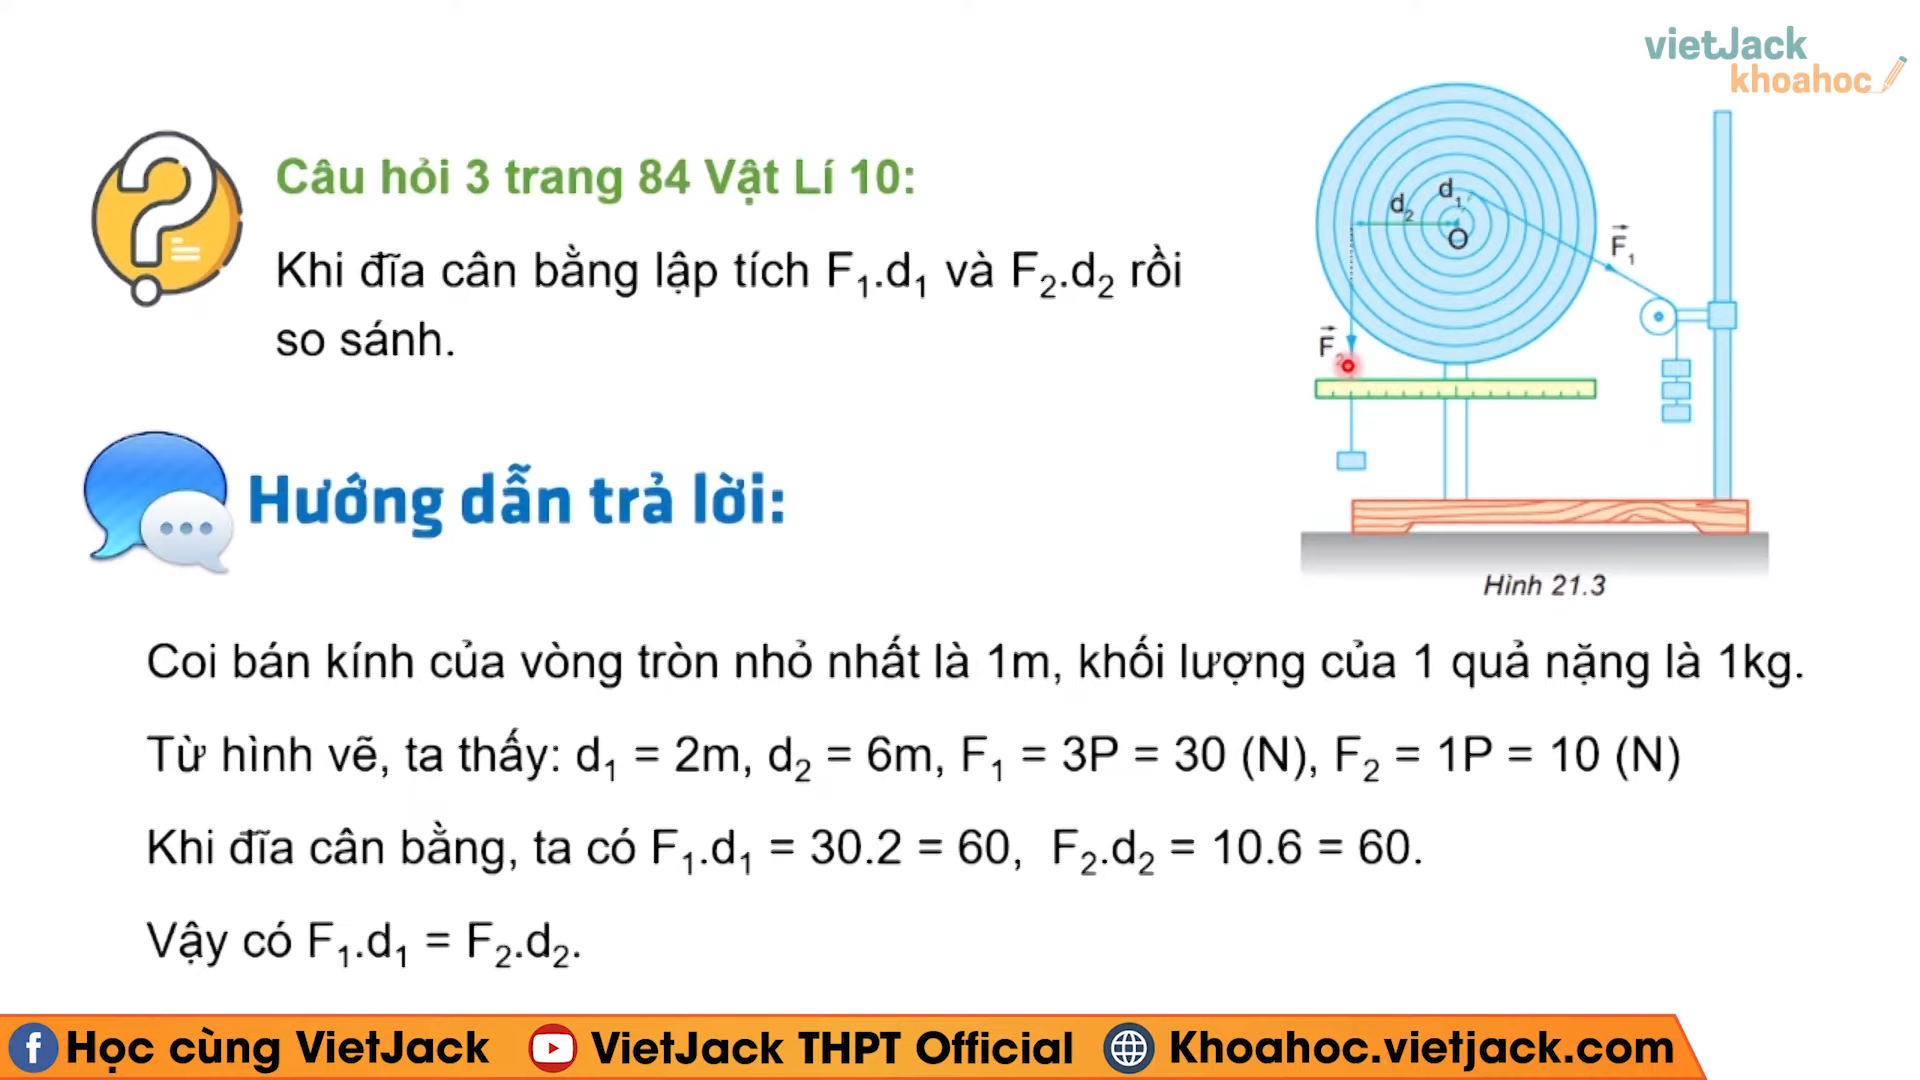 vietJack
khoahoc
Câu hỏi 3 trang 84 Vật Lí 10:
Khi đĩa cân bằng lập tích F₁.d₁ và F₂.d₂ rồi
so sánh.
d₁
d₂
O
F₁
F₂
Hình 21.3
Hướng dẫn trả lời:
Coi bán kính của vòng tròn nhỏ nhất là 1m, khối lượng của 1 quả nặng là 1kg.
Từ hình vẽ, ta thấy: d₁ = 2m, d₂ = 6m, F₁ = 3P = 30 (N), F₂ = 1P = 10 (N)
Khi đĩa cân bằng, ta có F₁.d₁ = 30.2 = 60, F₂.d₂ = 10.6 = 60.
Vậy có F₁.d₁ = F₂.d₂.
Học cùng VietJack
VietJack THPT Official
Khoahoc.vietjack.com